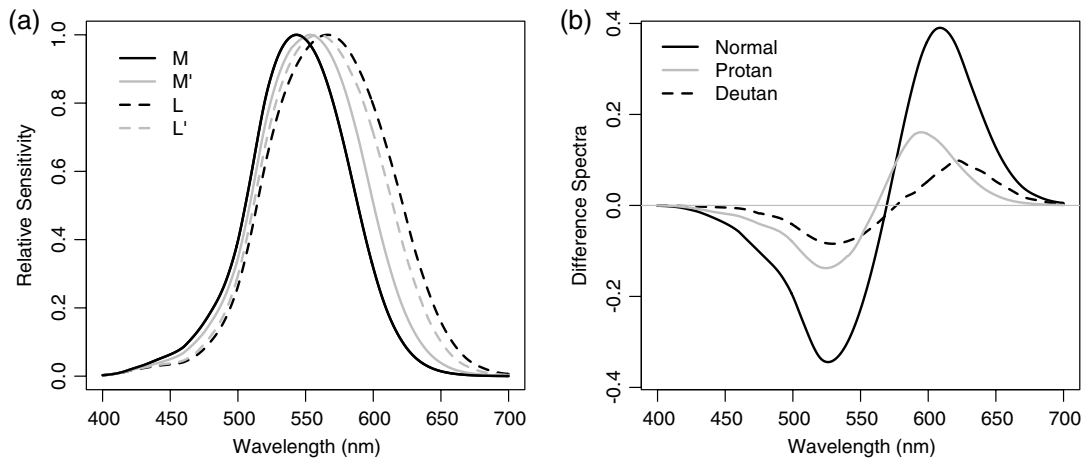 (a)
M
M'
L
L'
Relative Sensitivity
1.0
0.8
0.6
0.4
0.2
0.0
400 450 500 550 600 650 700
Wavelength (nm)
(b)
Normal
Protan
Deutan
Difference Spectra
0.4
0.2
0.0
-0.2
-0.4
400 450 500 550 600 650 700
Wavelength (nm)